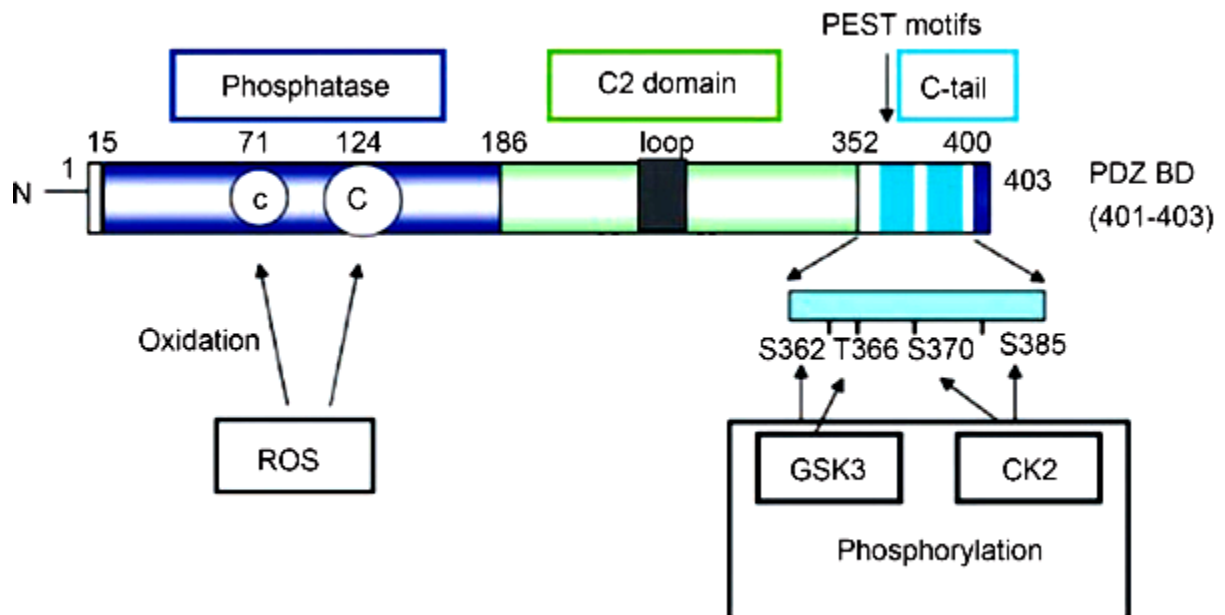 PEST motifs
Phosphatase
C2 domain
C-tail
15 71 124 186 loop 352 400
1
N
c
C
403
PDZ BD
(401-403)
Oxidation
S362 T366 S370 S385
ROS
GSK3
CK2
Phosphorylation